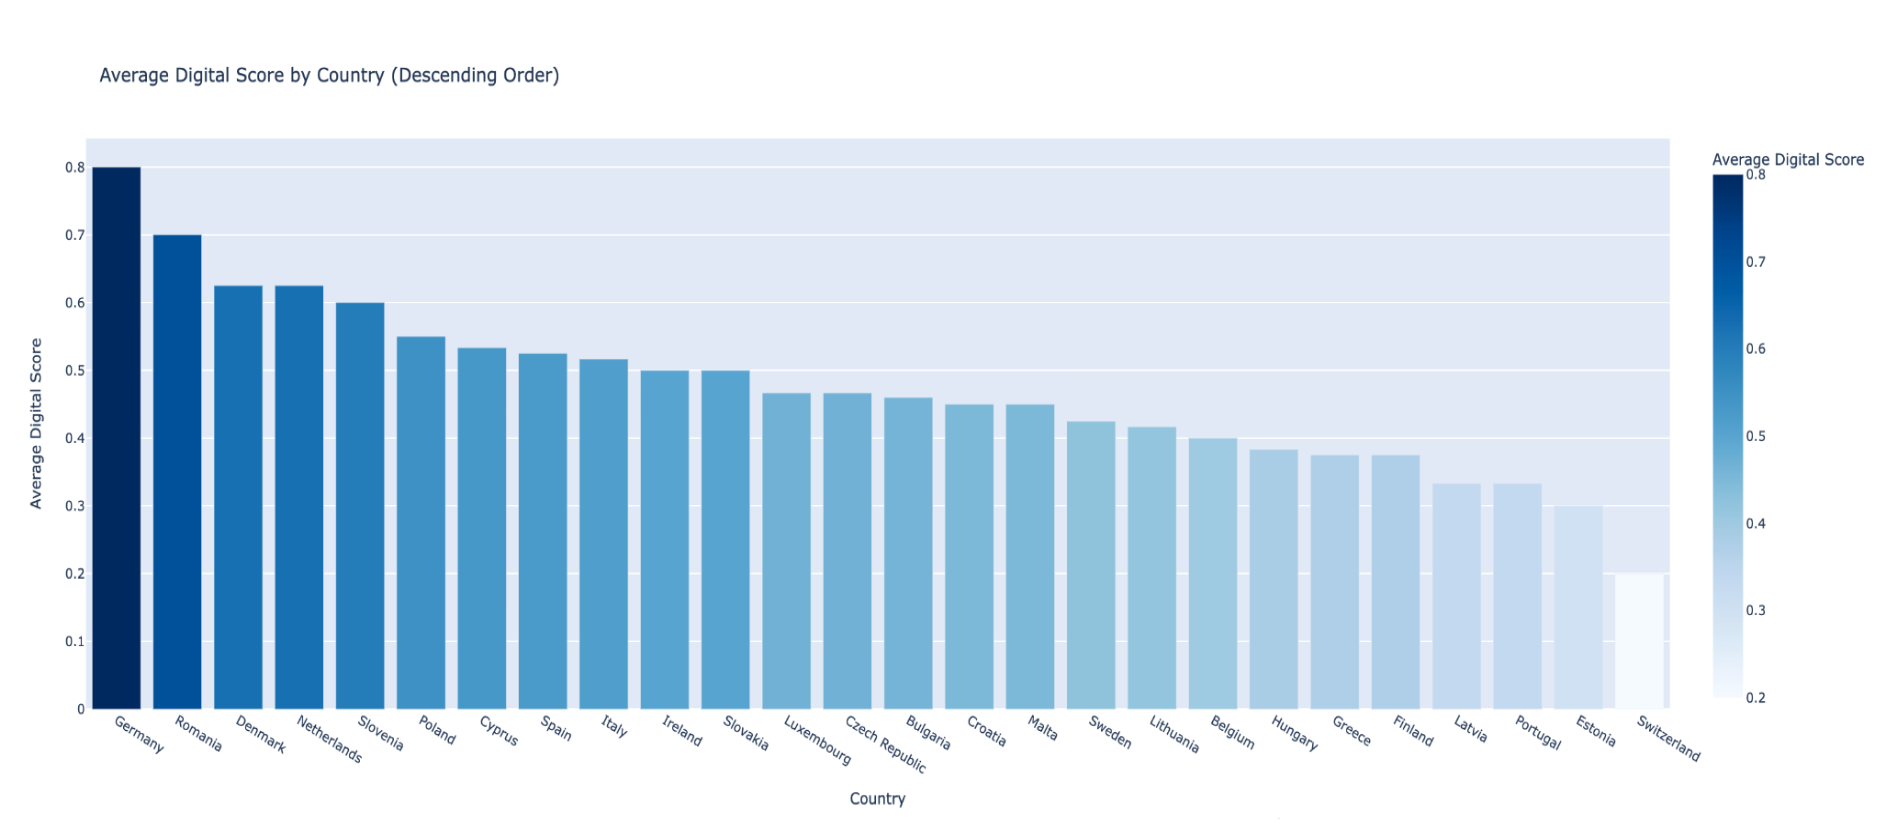 Average Digital Score by Country (Descending Order)
Average Digital Score
0.8
0.7
0.6
0.5
0.4
0.3
0.2
0.1
0
Germany
Romania
Denmark
Netherlands
Slovenia
Poland
Cyprus
Spain
Italy
Ireland
Slovakia
Luxembourg
Czech Republic
Bulgaria
Croatia
Malta
Sweden
Lithuania
Belgium
Hungary
Greece
Finland
Latvia
Portugal
Estonia
Switzerland
Country
Average Digital Score
0.8
0.7
0.6
0.5
0.4
0.3
0.2